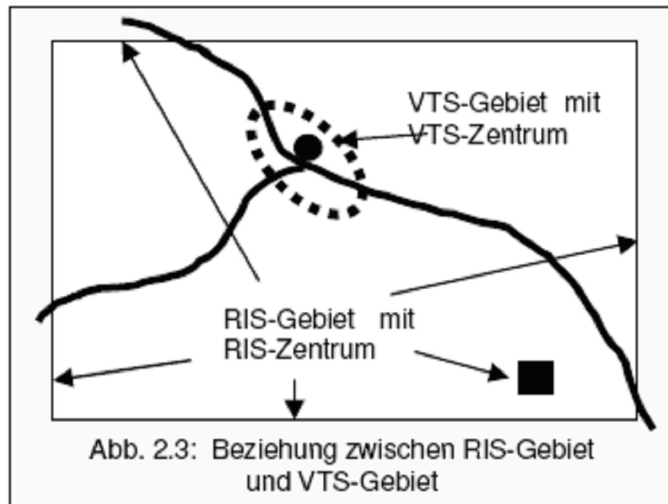 VTS-Gebiet mit
VTS-Zentrum
RIS-Gebiet mit
RIS-Zentrum
Abb. 2.3: Beziehung zwischen RIS-Gebiet
und VTS-Gebiet